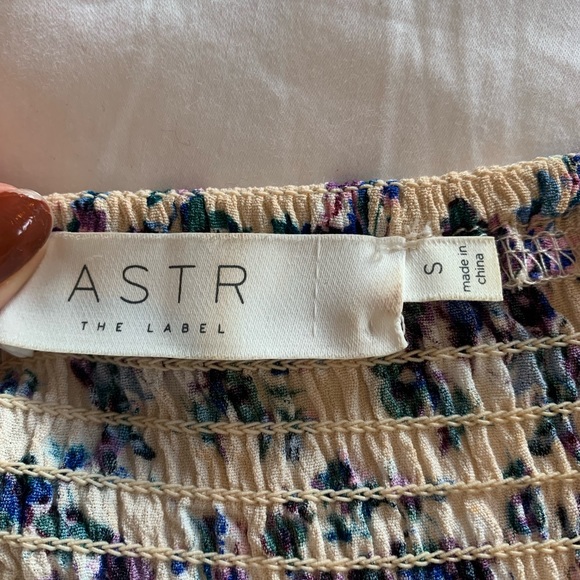 ASTR
THE LABEL
S
made in
china